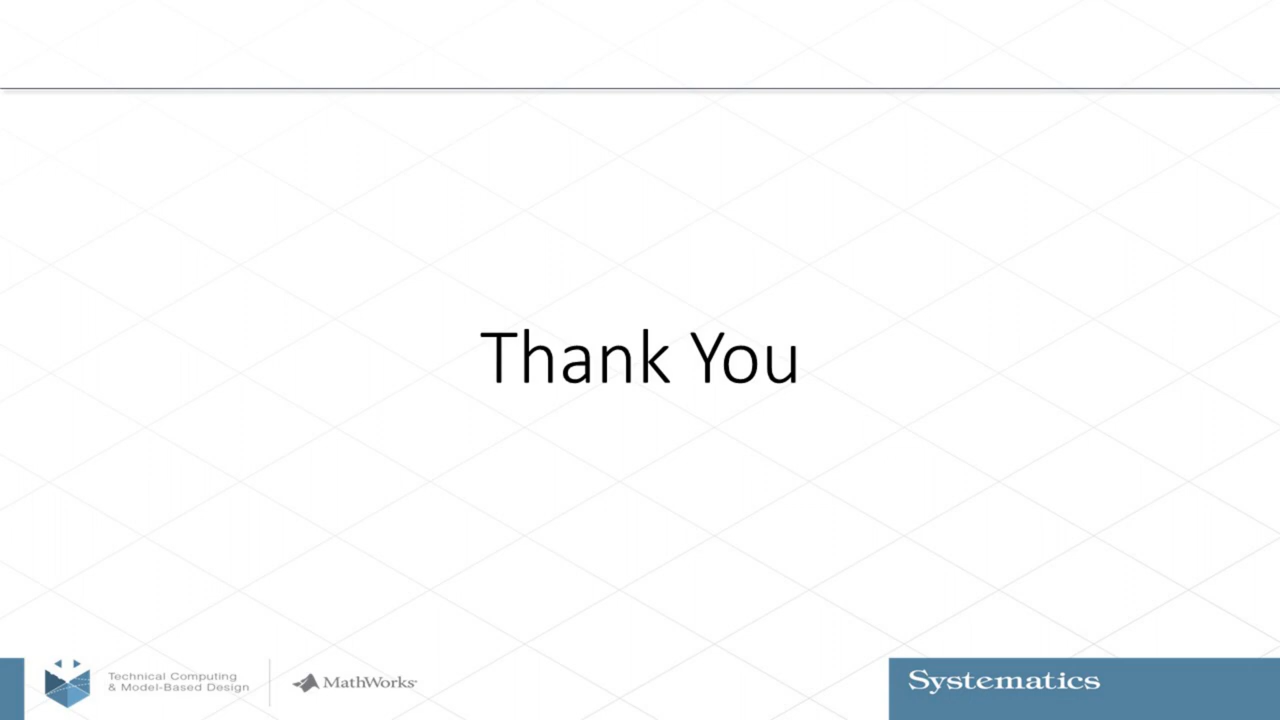 Thank You
Technical Computing
& Model-Based Design
MathWorks
Systematics